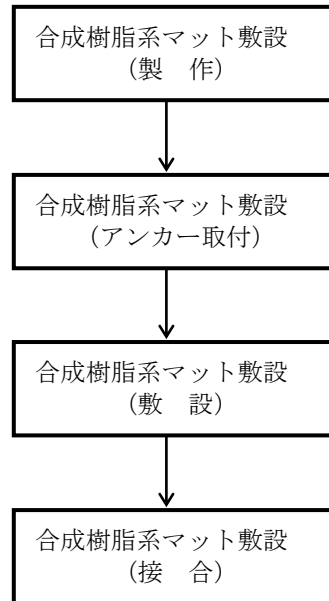 合成樹脂系マット敷設
（製　作）
合成樹脂系マット敷設
（アンカー取付）
合成樹脂系マット敷設
（敷　設）
合成樹脂系マット敷設
（接　合）